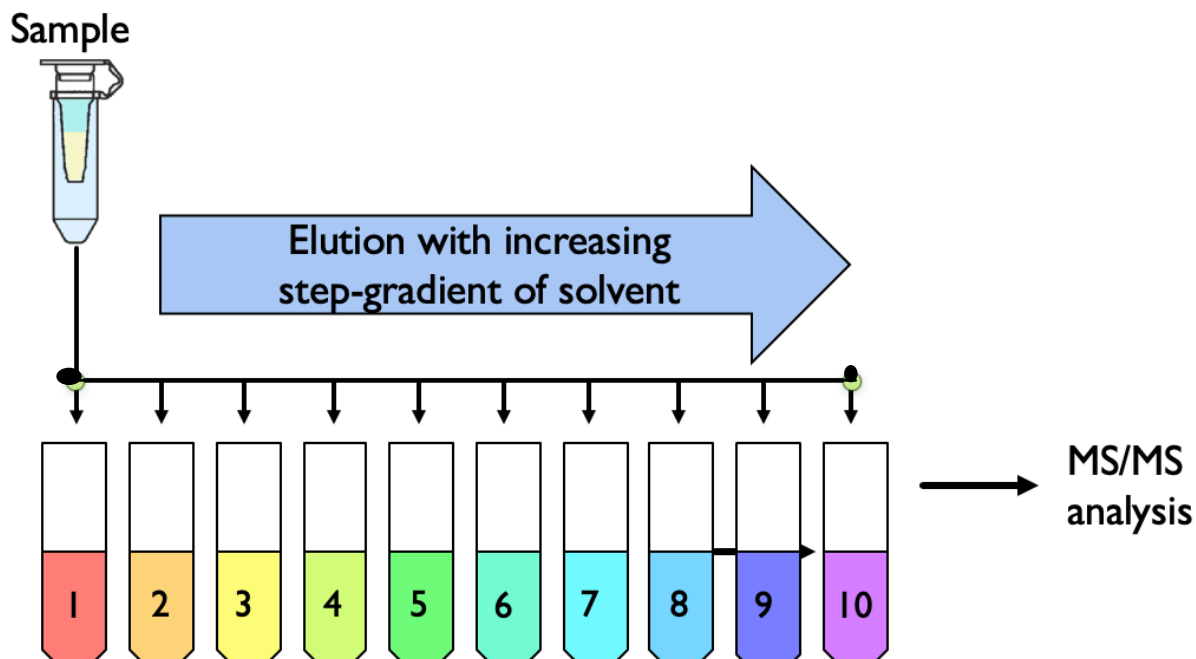 Sample
Elution with increasing
step-gradient of solvent
MS/MS
analysis
1 2 3 4 5 6 7 8 9 10